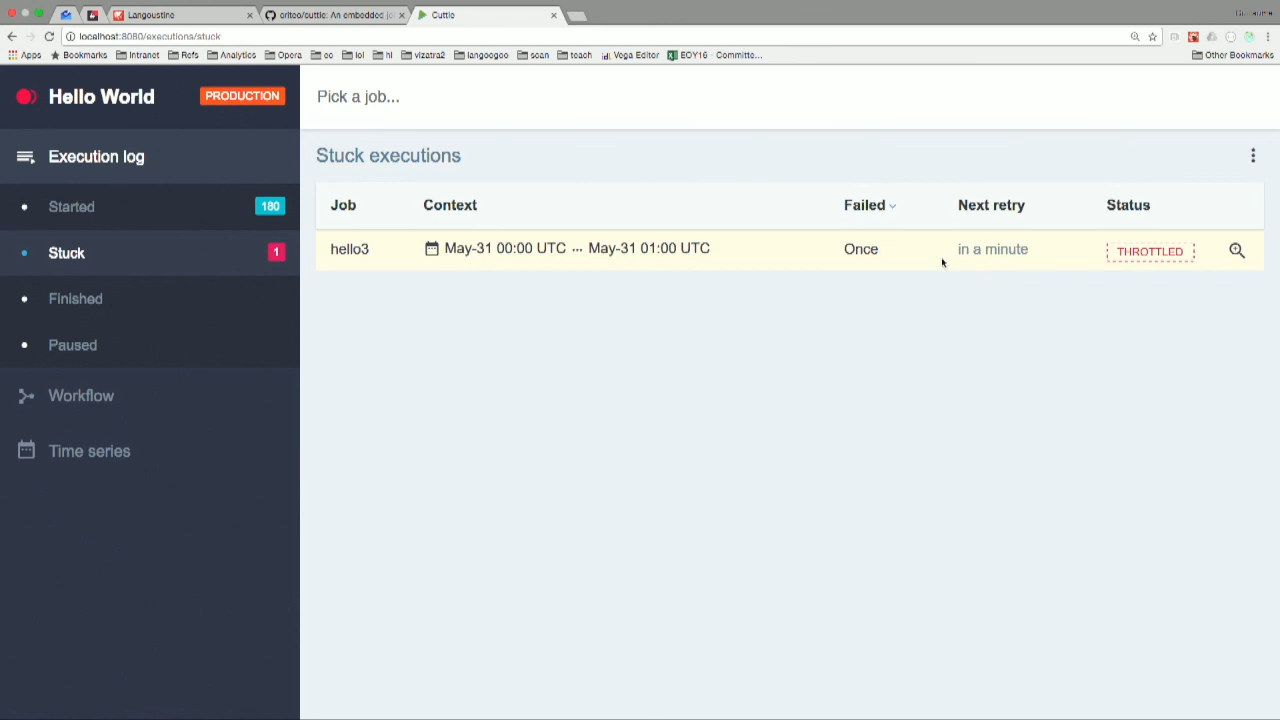 Langoustine
criteo/cuttle: An embedded jo
Cuttle
Guillaume
localhost:8080/executions/stuck
Apps
Bookmarks
Intranet
Refs
Analytics
Opera
cc
lol
hl
vizatra2
langoogoo
scan
teach
Vega Editor
EOY16 - Committe...
Other Bookmarks
Hello World
PRODUCTION
Pick a job...
Execution log
Stuck executions
Started
180
Job
Context
Failed
Next retry
Status
Stuck
1
hello3
May-31 00:00 UTC ··· May-31 01:00 UTC
Once
in a minute
THROTTLED
Finished
Paused
Workflow
Time series